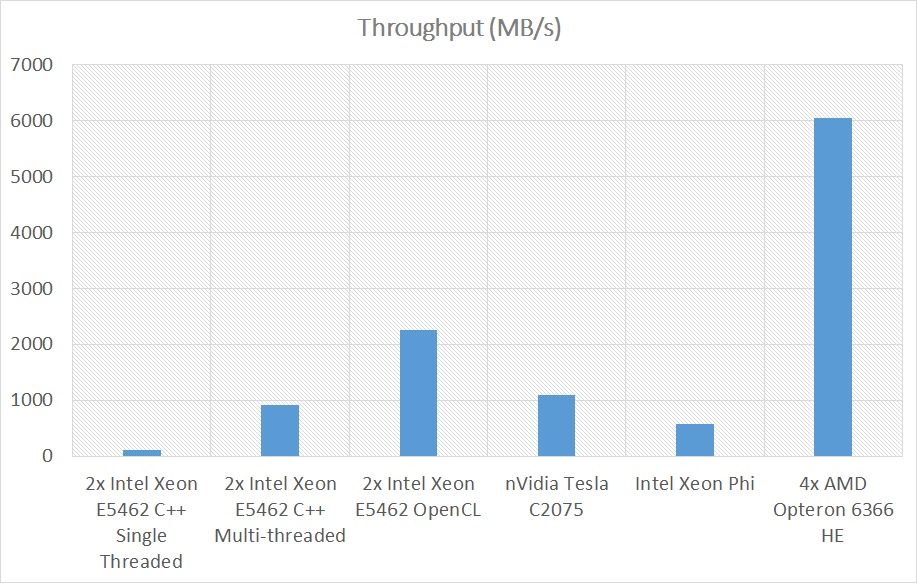 Throughput (MB/s)
7000
6000
5000
4000
3000
2000
1000
0
2x Intel Xeon
E5462 C++
Single
Threaded
2x Intel Xeon
E5462 C++
Multi-threaded
2x Intel Xeon
E5462 OpenCL
nVidia Tesla
C2075
Intel Xeon Phi
4x AMD
Opteron 6366
HE